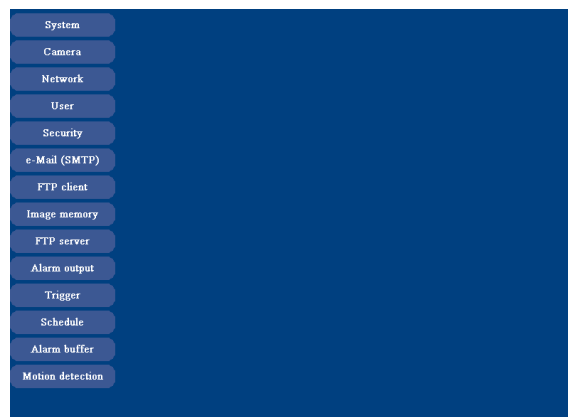 System
Camera
Network
User
Security
e-Mail (SMTP)
FTP client
Image memory
FTP server
Alarm output
Trigger
Schedule
Alarm buffer
Motion detection